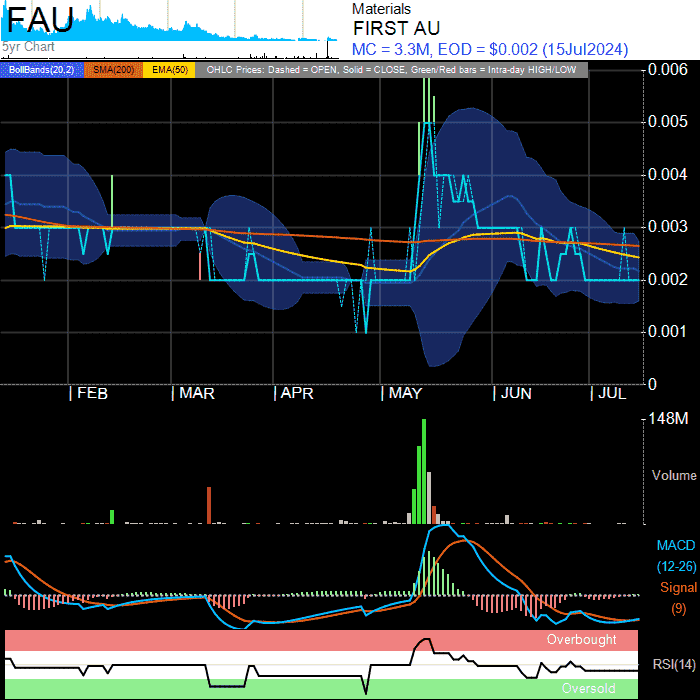 FAU
5yr Chart
Materials
FIRST AU
MC = 3.3M, EOD = $0.002 (15Jul2024)
BollBands(20,2) SMA(200) EMA(50) OHLC Prices: Dashed = OPEN, Solid = CLOSE, Green/Red bars = Intra-day HIGH/LOW
0.006
0.005
0.004
0.003
0.002
0.001
0
| FEB | MAR | APR | MAY | JUN | JUL
148M
Volume
MACD
(12-26)
Signal
(9)
Overbought
RSI(14)
Oversold